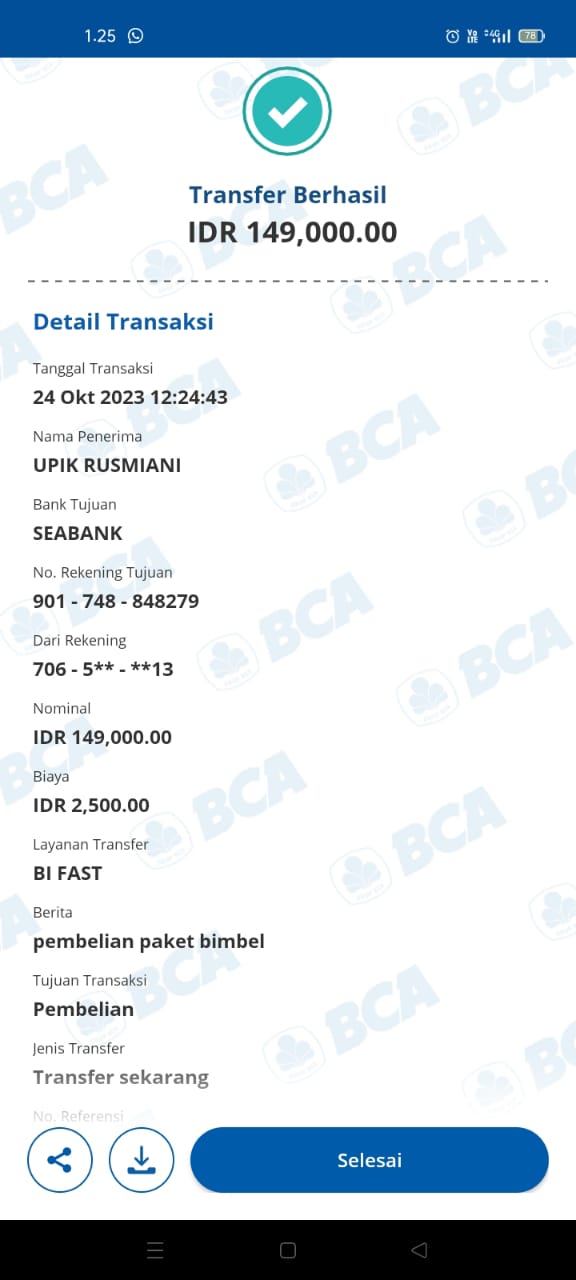 1.25
78
Transfer Berhasil
IDR 149,000.00
Detail Transaksi
Tanggal Transaksi
24 Okt 2023 12:24:43
Nama Penerima
UPIK RUSMIANI
Bank Tujuan
SEABANK
No. Rekening Tujuan
901 - 748 - 848279
Dari Rekening
706 - 5** - **13
Nominal
IDR 149,000.00
Biaya
IDR 2,500.00
Layanan Transfer
BI FAST
Berita
pembelian paket bimbel
Tujuan Transaksi
Pembelian
Jenis Transfer
Transfer sekarang
No. Referensi
Selesai
BCA